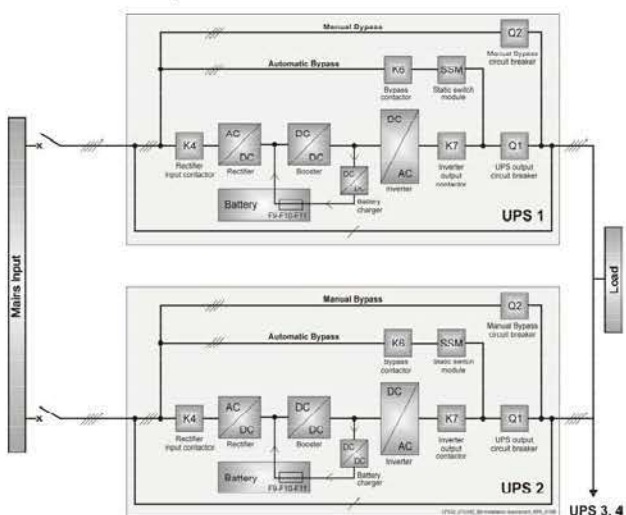 Manual Bypass
Q2
Manual Bypass
circuit breaker
Automatic Bypass
K6
SSM
Bypass
contactor
Static switch
module
K4
AC
DC
DC
DC
DC
AC
K7
Q1
Rectifier
input contactor
Rectifier
Booster
Inverter
Inverter
output
contactor
UPS output
circuit breaker
DC
DC
Battery
charger
Battery
F9-F10-F11
UPS 1
Mains Input
Load
Manual Bypass
Q2
Manual Bypass
circuit breaker
Automatic Bypass
K6
SSM
Bypass
contactor
Static switch
module
K4
AC
DC
DC
DC
DC
AC
K7
Q1
Rectifier
input contactor
Rectifier
Booster
Inverter
Inverter
output
contactor
UPS output
circuit breaker
DC
DC
Battery
charger
Battery
F9-F10-F11
UPS 2
UPS 3, 4